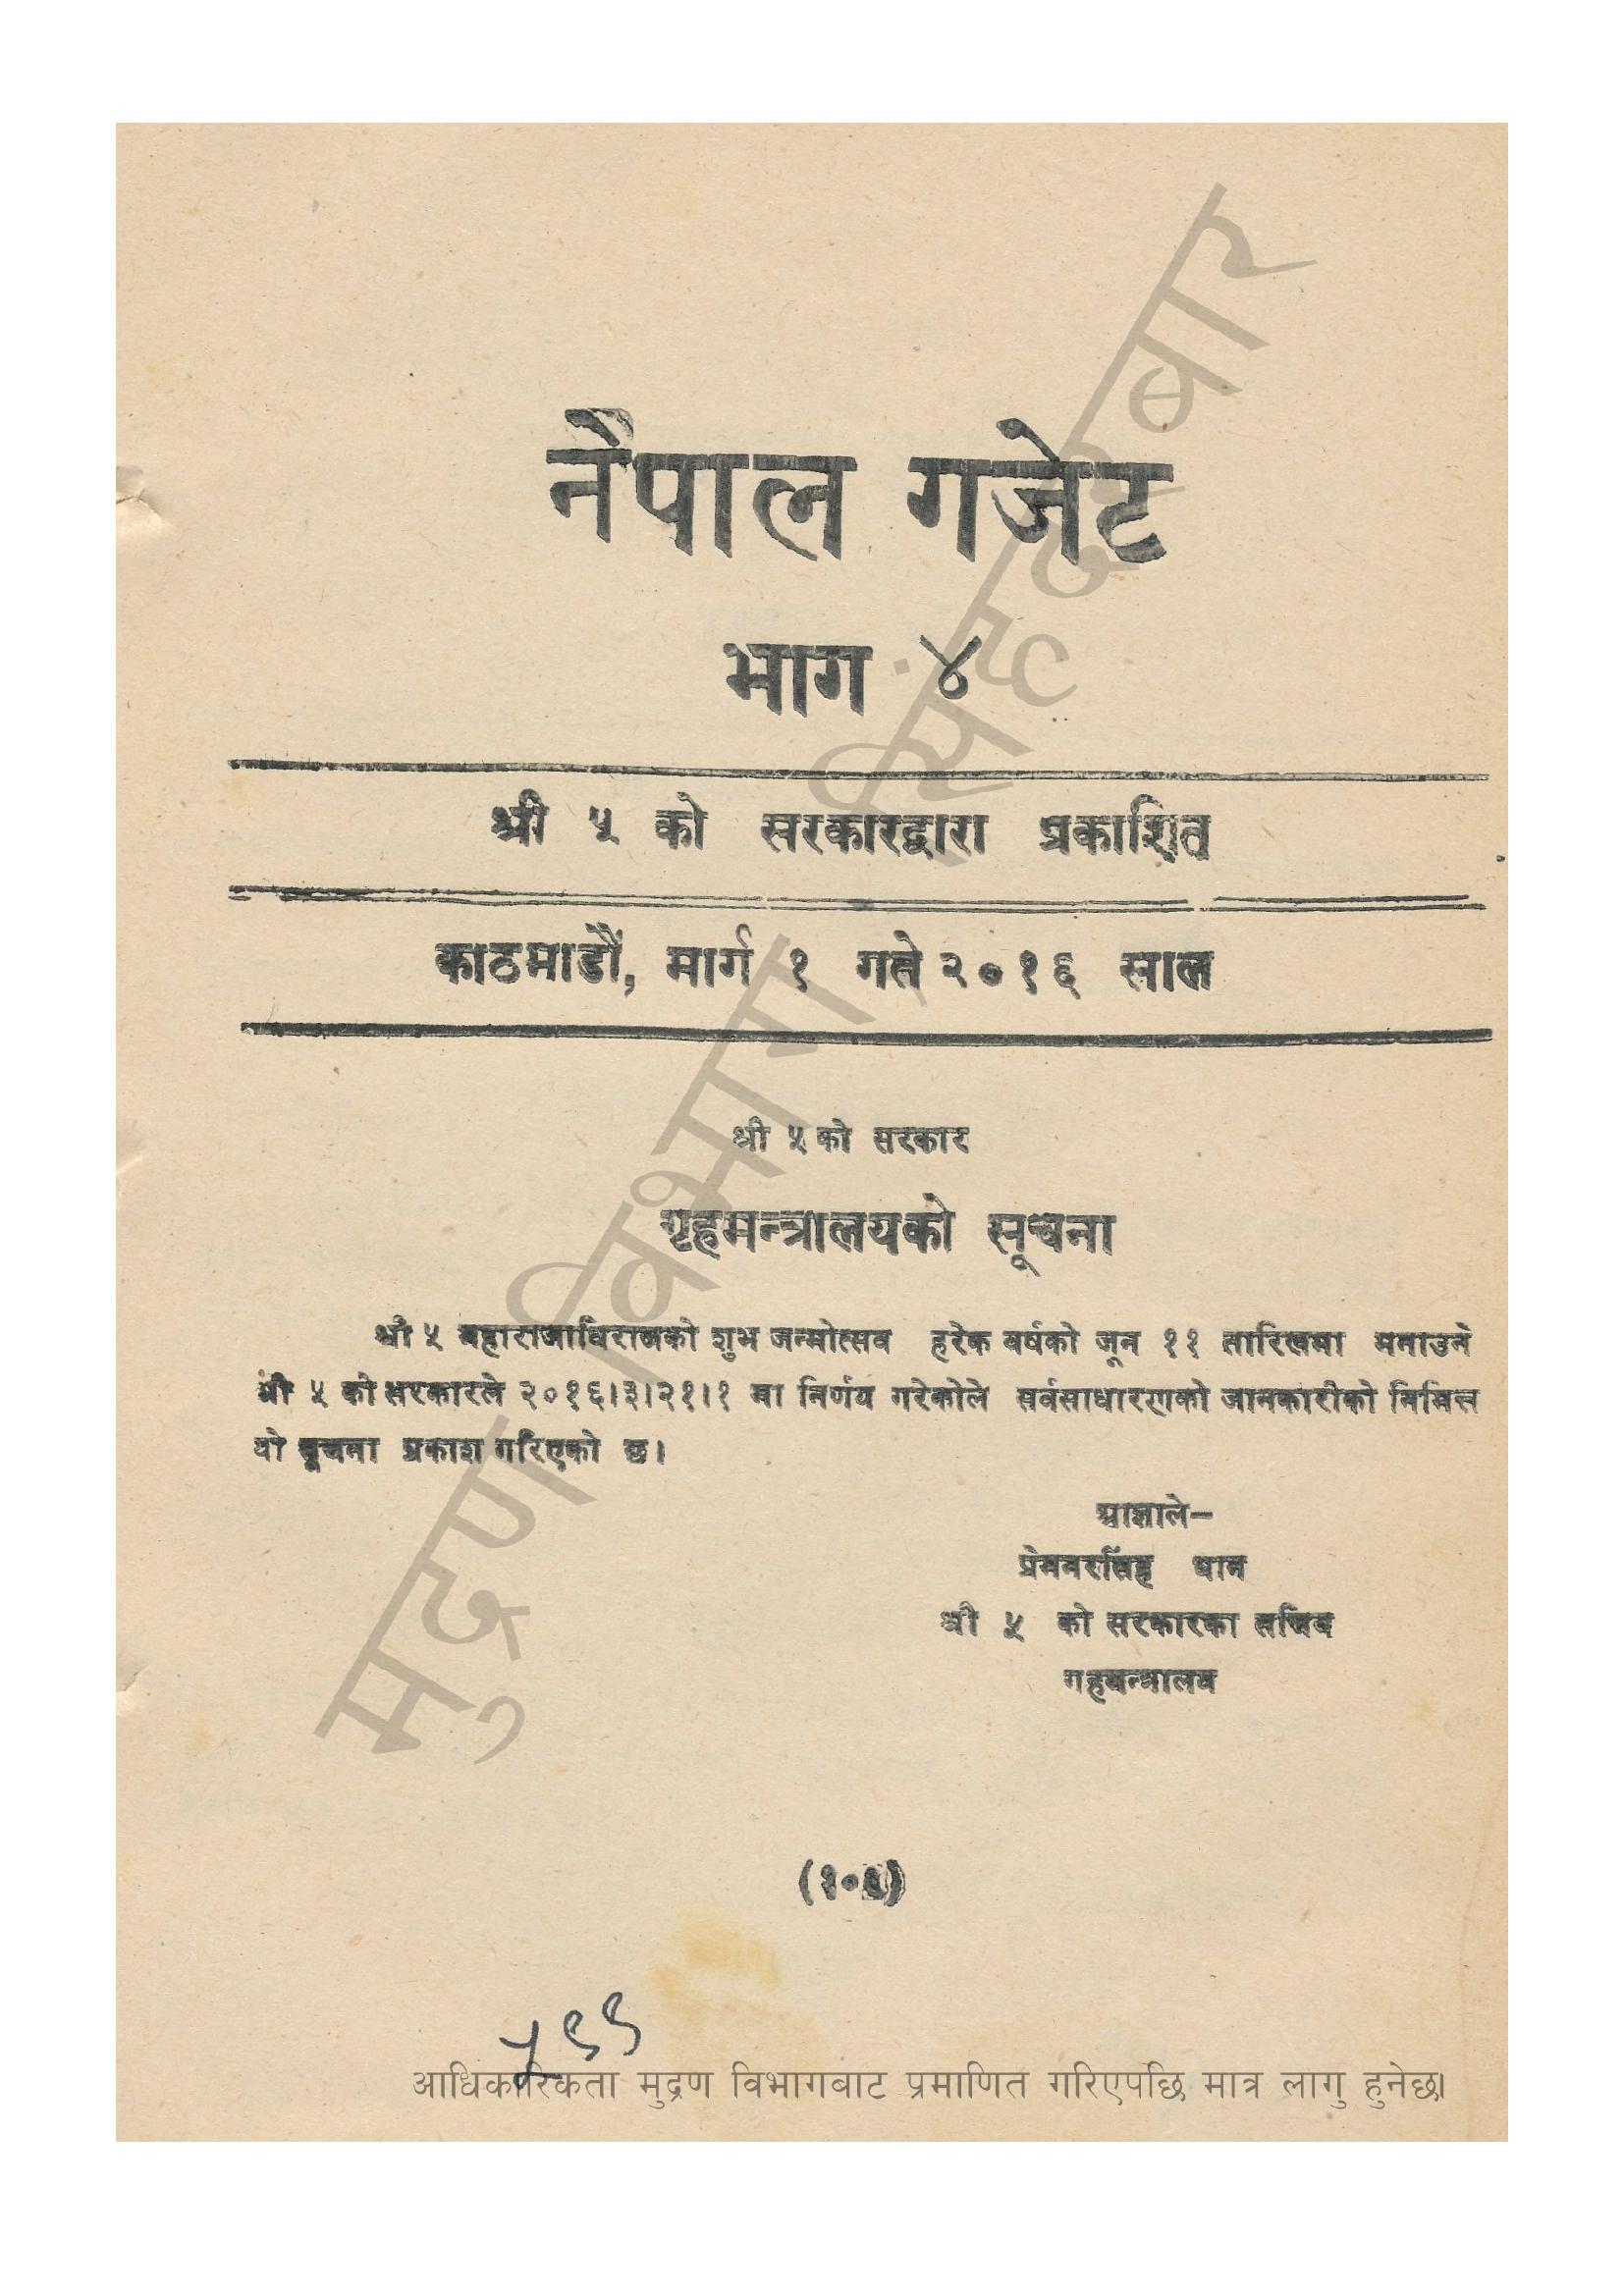 नेपाल गजेट
भाग ४
श्री ५ को सरकारद्वारा प्रकाशित
काठमाडौं, मार्ग १ गते २०१६ साल
श्री ५ को सरकार
गृहमन्त्रालयको सूचना
श्री ५ महाराजाधिराजको शुभ जन्मोत्सव हरेक वर्षको जून ११ तारिखमा मनाउने
श्री ५ को सरकारले २०१६।३।२१।१ मा निर्णय गरेकोले सर्वसाधारणको जानकारीको निमित्त
यो सूचना प्रकाश गरिएको छ।
आज्ञाले—
प्रेमनरसिंह
श्री ५ को सरकारका सचिव
गृहमन्त्रालय
५९९
आधिकारिकता मुद्रण विभागबाट प्रमाणित गरिएपछि मात्र लागु हुनेछ।
मुद्रण विभाग, सिंहदरबार